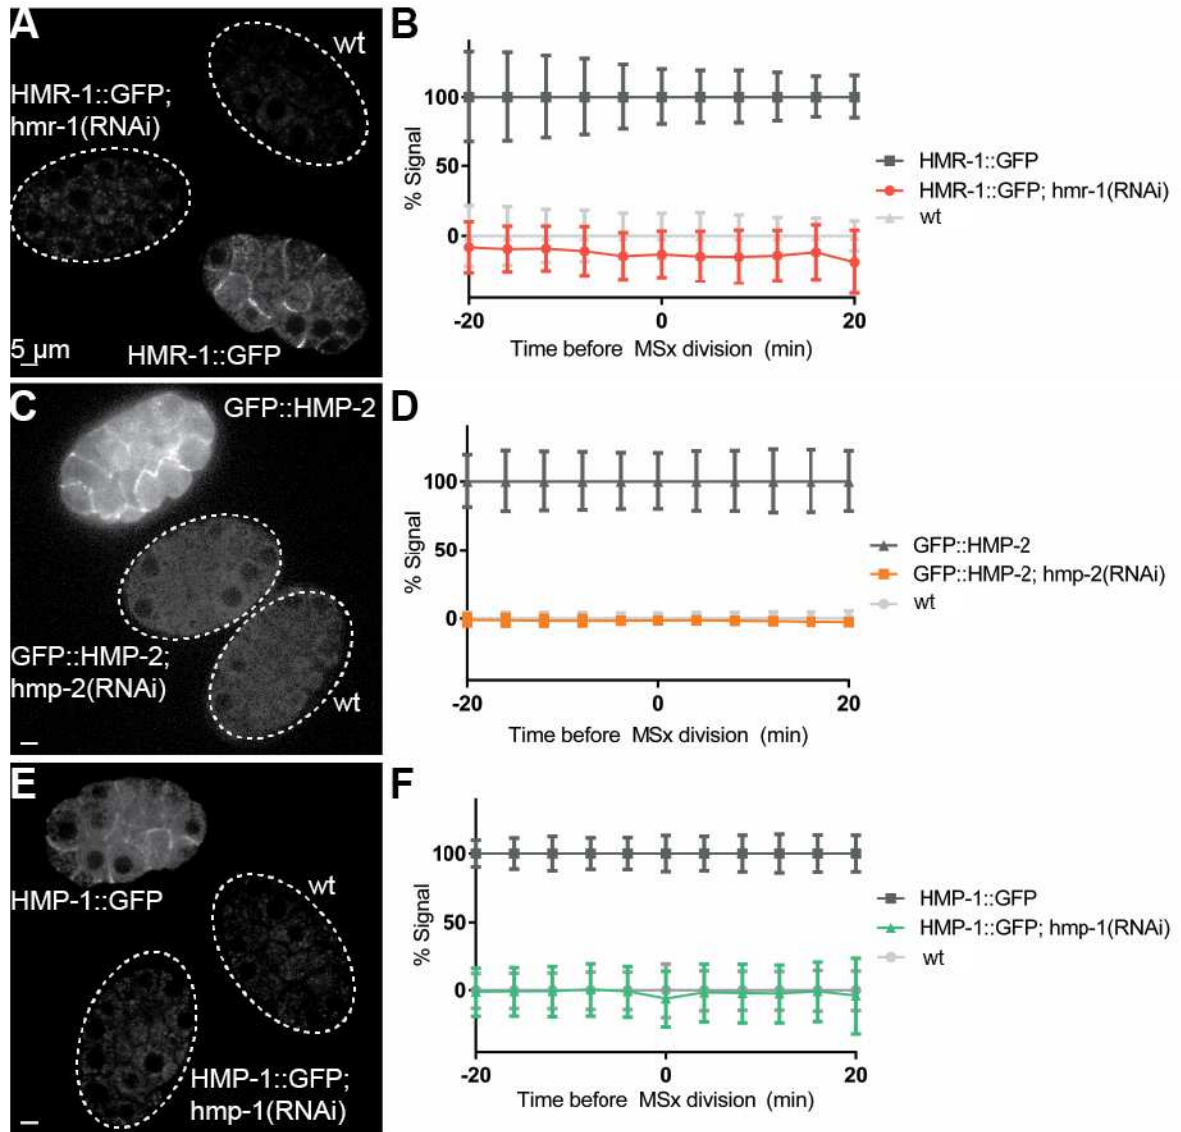 A
wt
HMR-1::GFP;
hmr-1(RNAi)
5 µm
HMR-1::GFP
B
% Signal
100
50
0
-20
0
20
Time before MSx division (min)
HMR-1::GFP
HMR-1::GFP; hmr-1(RNAi)
wt
C
GFP::HMP-2
GFP::HMP-2;
hmp-2(RNAi)
wt
D
% Signal
100
50
0
-20
0
20
Time before MSx division (min)
GFP::HMP-2
GFP::HMP-2; hmp-2(RNAi)
wt
E
HMP-1::GFP
wt
HMP-1::GFP;
hmp-1(RNAi)
F
% Signal
100
50
0
-20
0
20
Time before MSx division (min)
HMP-1::GFP
HMP-1::GFP; hmp-1(RNAi)
wt